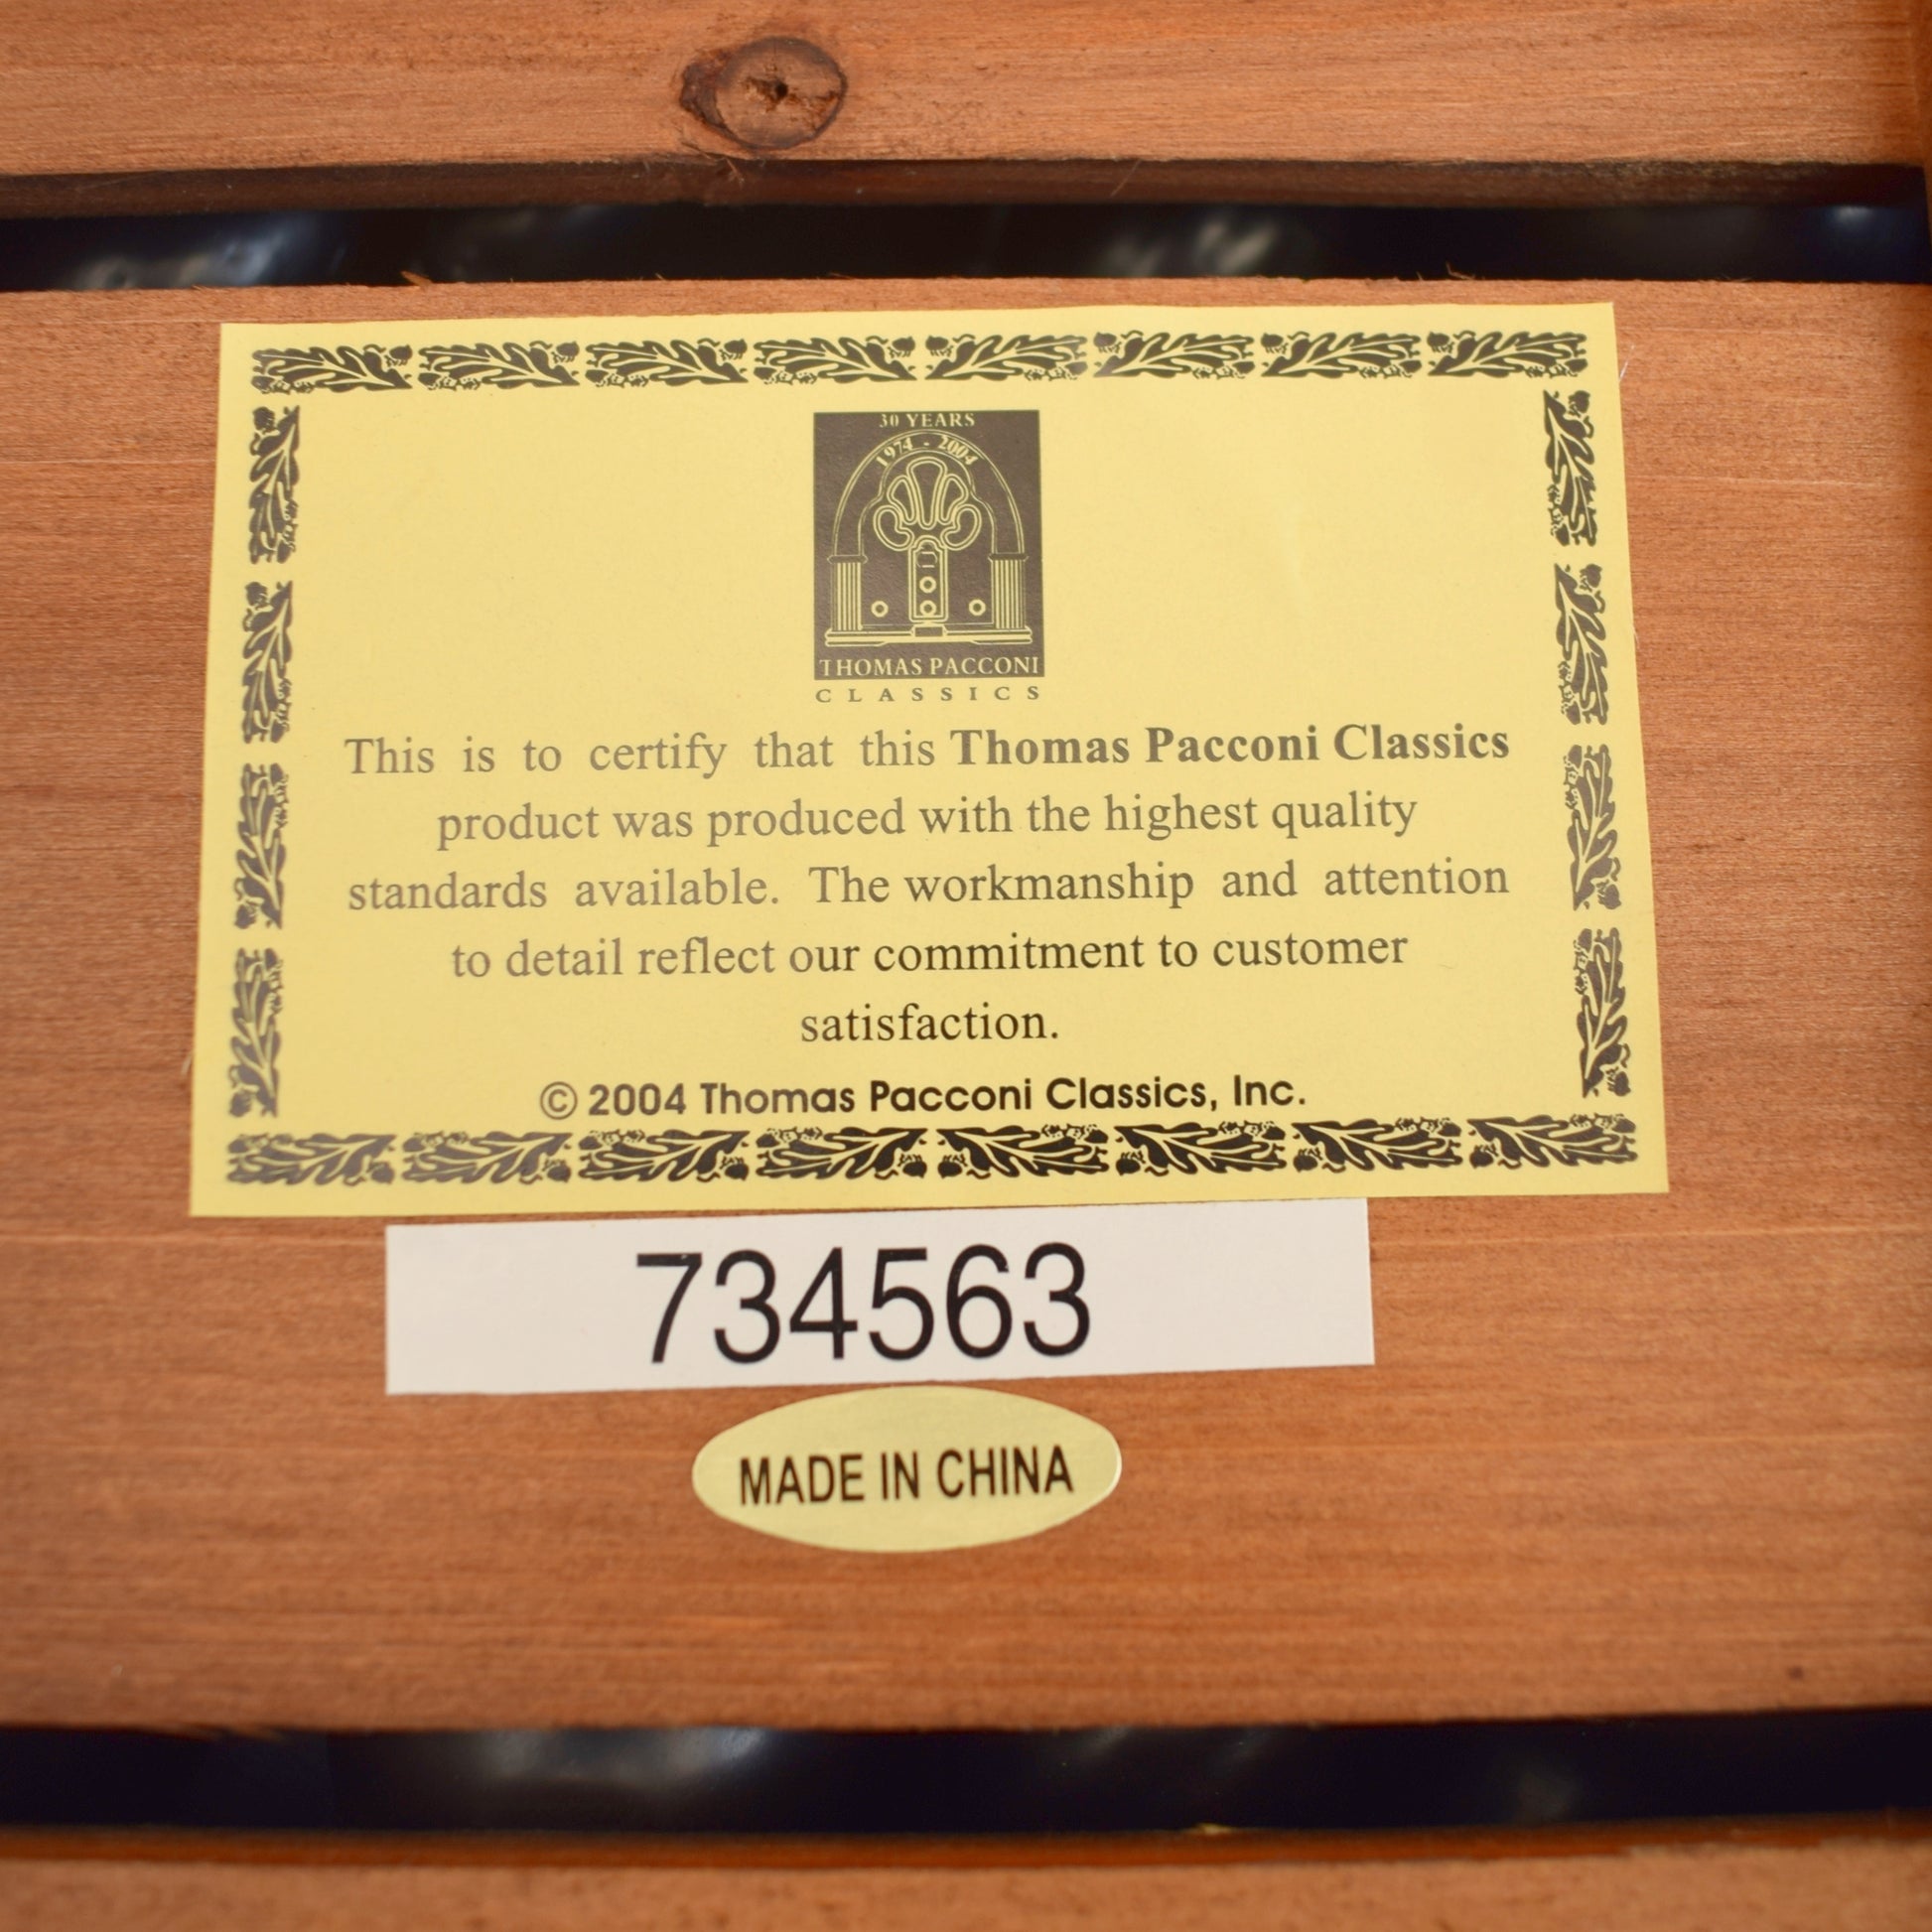 30 YEARS
1974 - 2004
THOMAS PACCONI
CLASSICS
This is to certify that this Thomas Pacconi Classics
product was produced with the highest quality
standards available. The workmanship and attention
to detail reflect our commitment to customer
satisfaction.
© 2004 Thomas Pacconi Classics, Inc.
734563
MADE IN CHINA